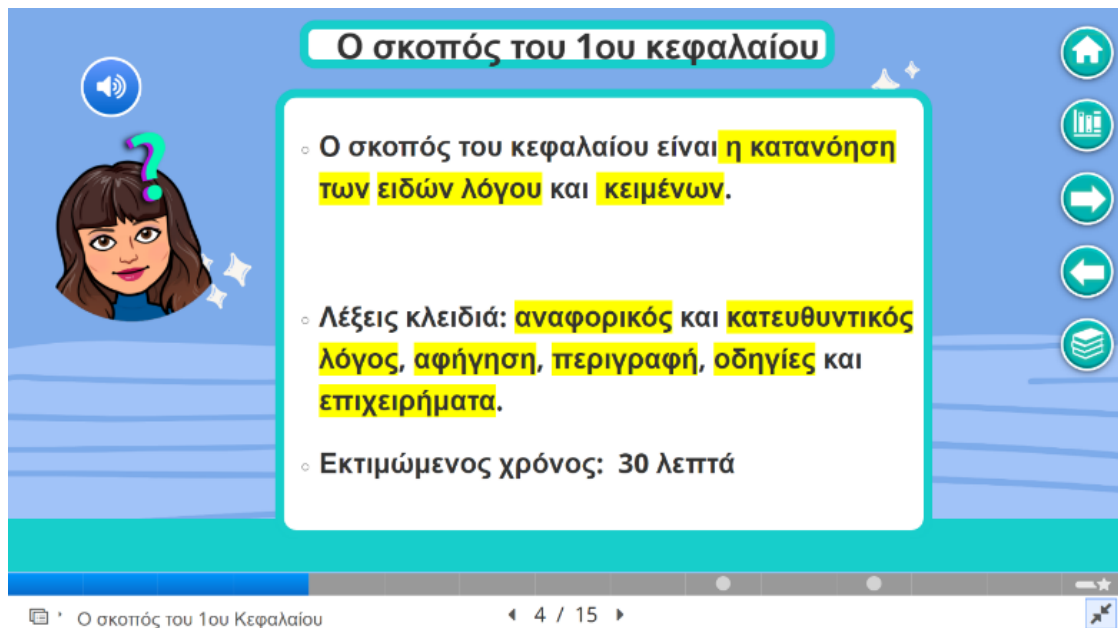 Ο σκοπός του 1ου κεφαλαίου
?
Ο σκοπός του κεφαλαίου είναι η κατανόηση
των ειδών λόγου και κειμένων.
Λέξεις κλειδιά: αναφορικός και κατευθυντικός
λόγος, αφήγηση, περιγραφή, οδηγίες και
επιχειρήματα.
Εκτιμώμενος χρόνος: 30 λεπτά
Ο σκοπός του 1ου Κεφαλαίου
4 / 15